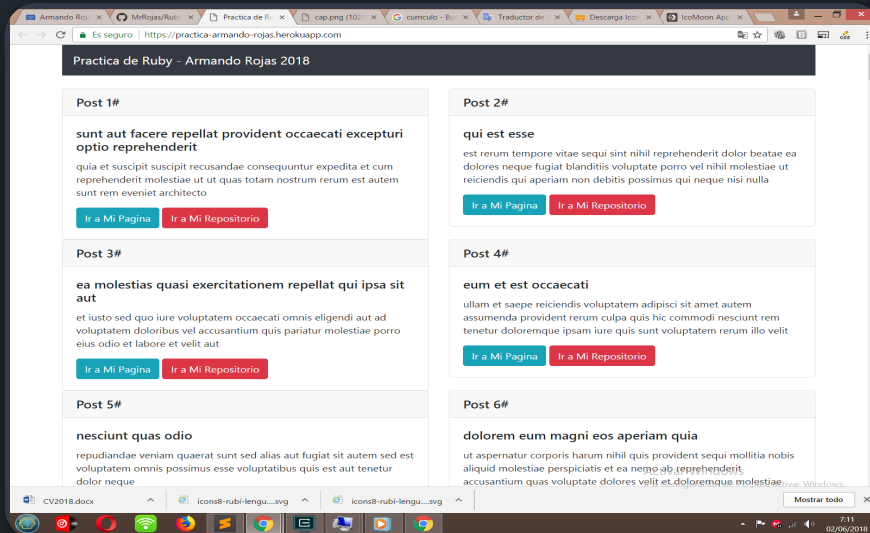 Armando Roj
MrRojas/Ruby
Practica de Ru
cap.png (1024
curriculo - Bus
Traductor de
Descarga Icon
IcoMoon App
Es seguro | https://practica-armando-rojas.herokuapp.com
Practica de Ruby - Armando Rojas 2018
Post 1#
sunt aut facere repellat provident occaecati excepturi
optio reprehenderit
quia et suscipit suscipit recusandae consequuntur expedita et cum
reprehenderit molestiae ut ut quas totam nostrum rerum est autem
sunt rem eveniet architecto
Ir a Mi Pagina Ir a Mi Repositorio
Post 2#
qui est esse
est rerum tempore vitae sequi sint nihil reprehenderit dolor beatae ea
dolores neque fugiat blanditiis voluptate porro vel nihil molestiae ut
reiciendis qui aperiam non debitis possimus qui neque nisi nulla
Ir a Mi Pagina Ir a Mi Repositorio
Post 3#
ea molestias quasi exercitationem repellat qui ipsa sit
aut
et iusto sed quo iure voluptatem occaecati omnis eligendi aut ad
voluptatem doloribus vel accusantium quis pariatur molestiae porro
eius odio et labore et velit aut
Ir a Mi Pagina Ir a Mi Repositorio
Post 4#
eum et est occaecati
ullam et saepe reiciendis voluptatem adipisci sit amet autem
assumenda provident rerum culpa quis hic commodi nesciunt rem
tenetur doloremque ipsam iure quis sunt voluptatem rerum illo velit
Ir a Mi Pagina Ir a Mi Repositorio
Post 5#
nesciunt quas odio
repudiandae veniam quaerat sunt sed alias aut fugiat sit autem sed est
voluptatem omnis possimus esse voluptatibus quis est aut tenetur
dolor neque
Post 6#
dolorem eum magni eos aperiam quia
ut aspernatur corporis harum nihil quis provident sequi mollitia nobis
aliquid molestiae perspiciatis et ea nemo ab reprehenderit
accusantium quas voluptate dolores velit et doloremque molestiae
Activar Windows
Windows.
CV2018.docx
icons8-rubí-lengu....svg
icons8-rubí-lengu....svg
Mostrar todo
7:11
02/06/2018